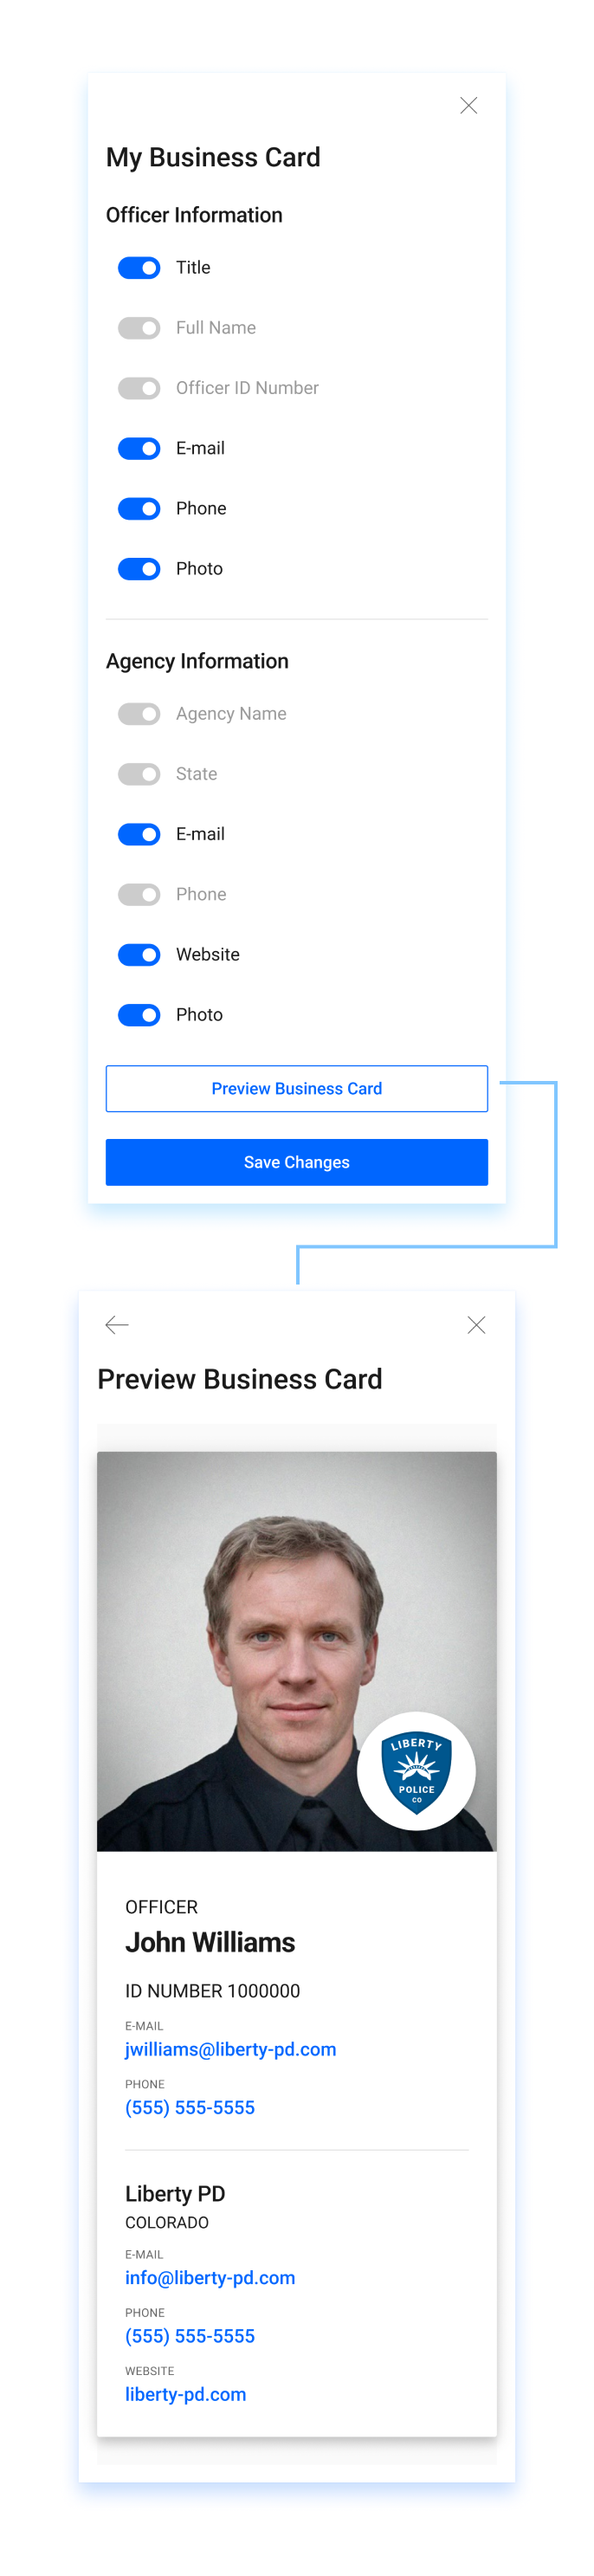 My Business Card
Officer Information
Title
Full Name
Officer ID Number
E-mail
Phone
Photo
Agency Information
Agency Name
State
E-mail
Phone
Website
Photo
Preview Business Card
Save Changes
Preview Business Card
LIBERTY
POLICE
CO
OFFICER
John Williams
ID NUMBER 1000000
E-MAIL
jwilliams@liberty-pd.com
PHONE
(555) 555-5555
Liberty PD
COLORADO
E-MAIL
info@liberty-pd.com
PHONE
(555) 555-5555
WEBSITE
liberty-pd.com